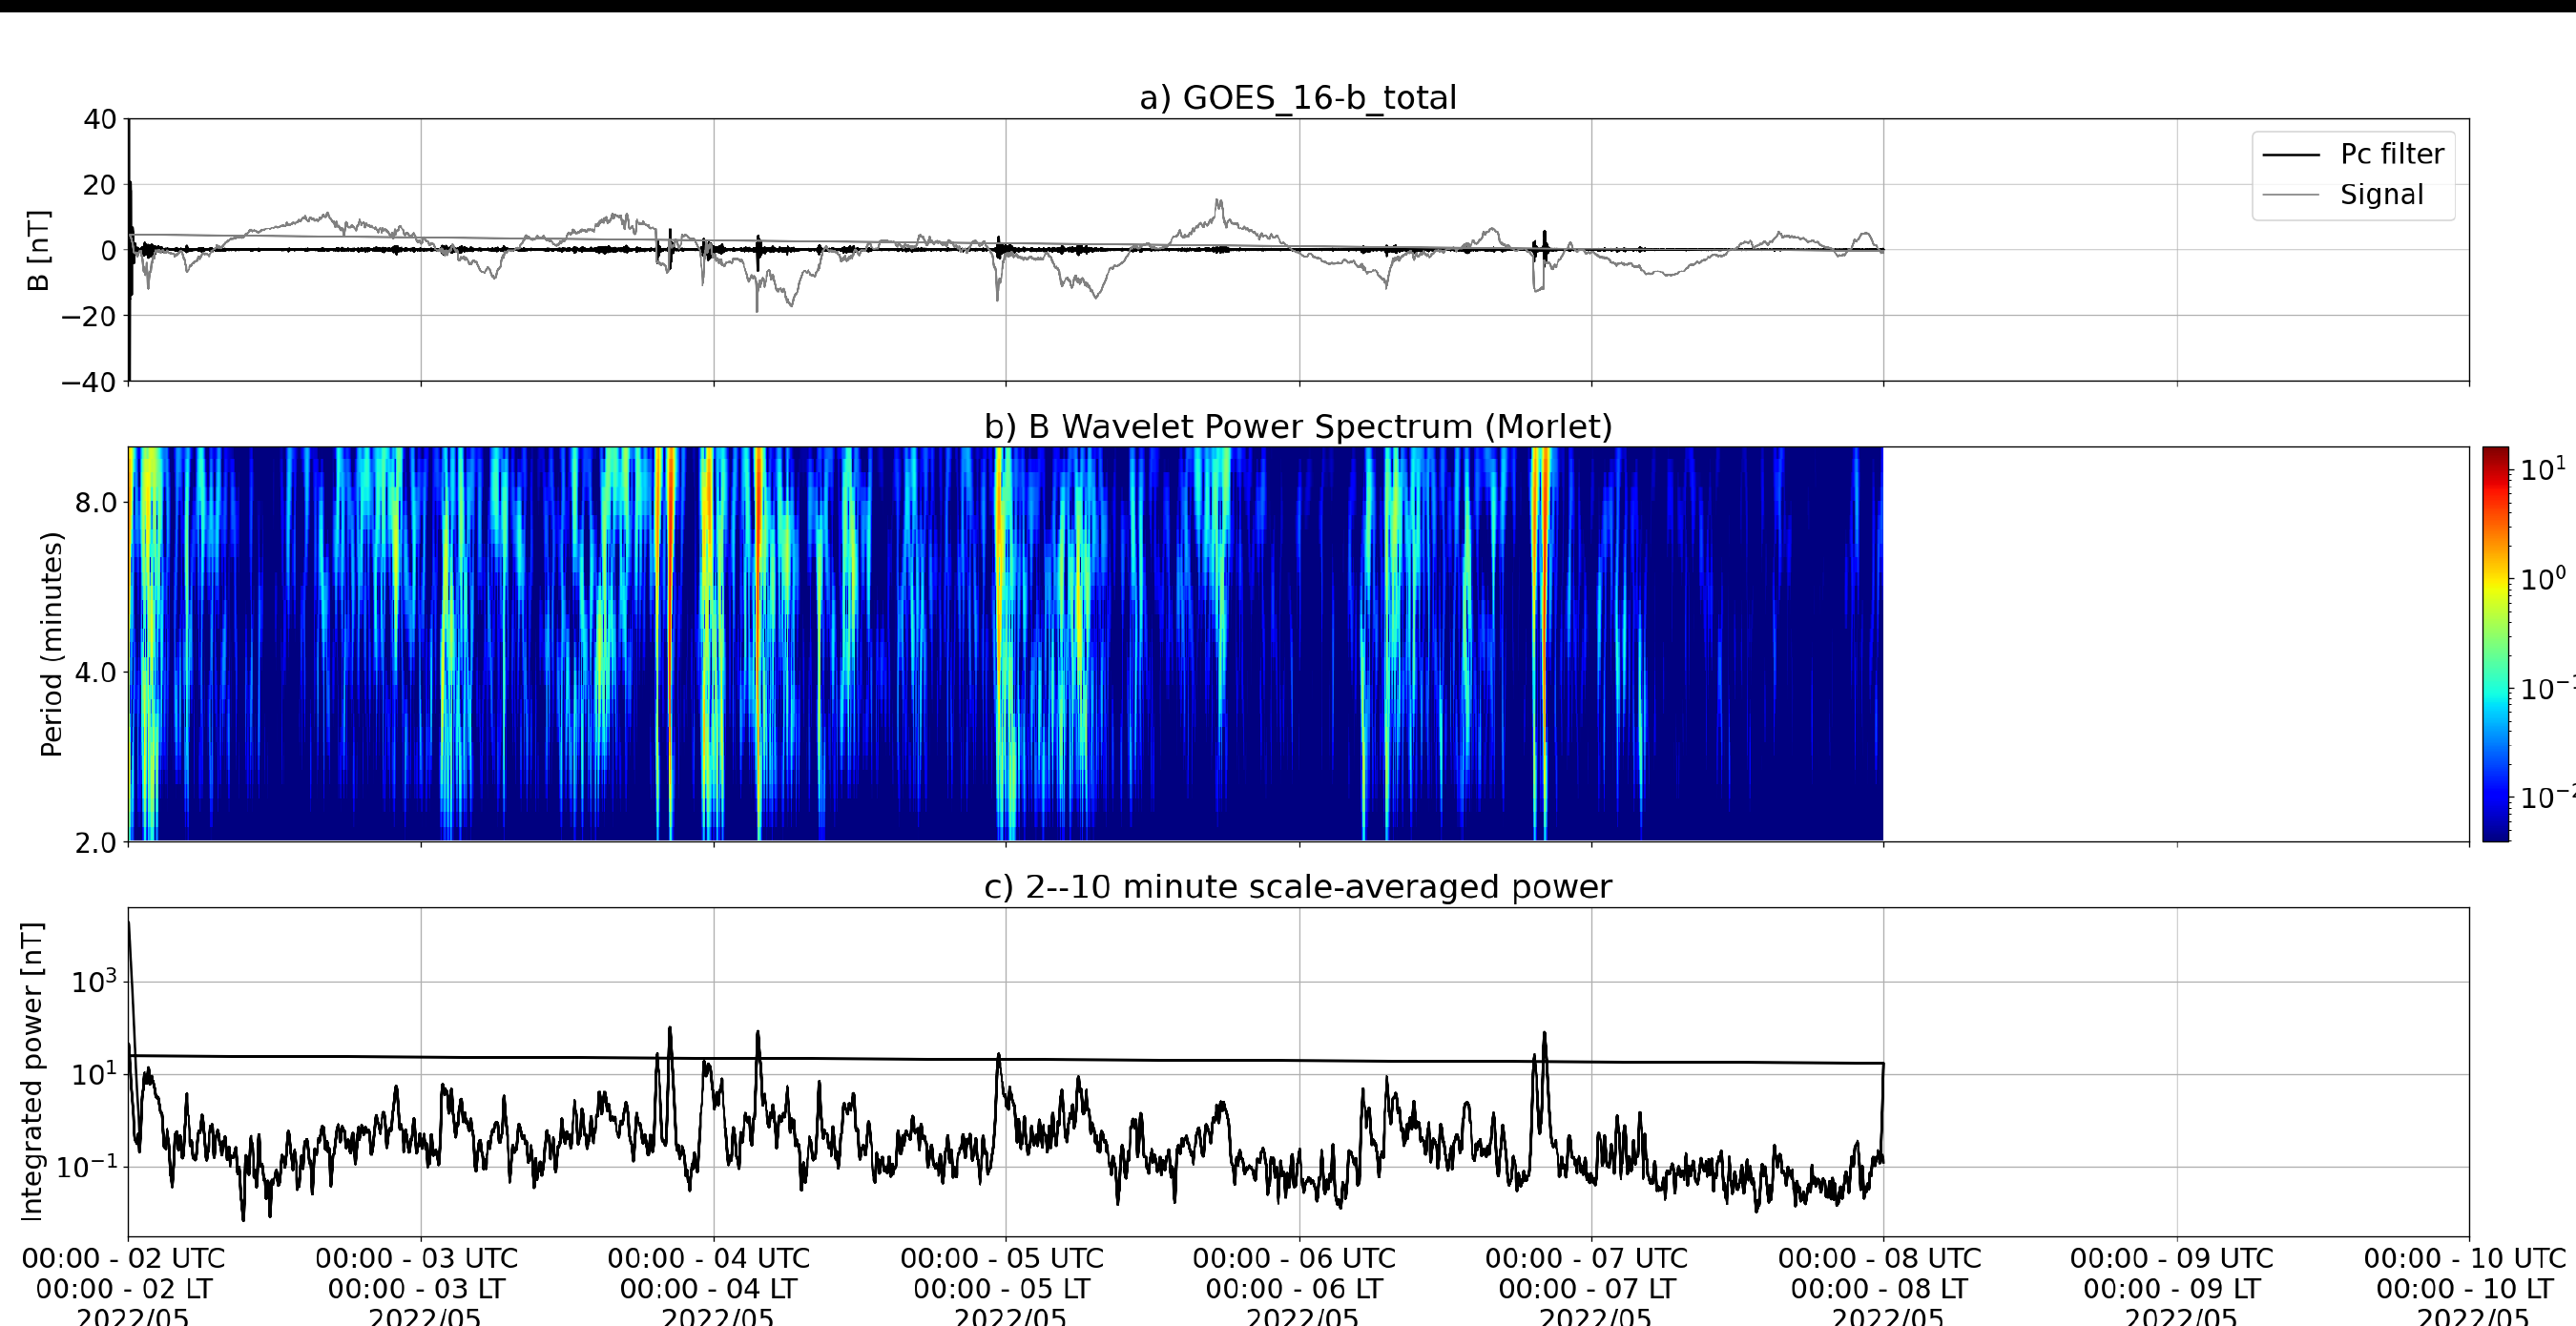 a) GOES_16-b_total
40
20
0
−20
−40
B [nT]
Pc filter
Signal
b) B Wavelet Power Spectrum (Morlet)
8.0
4.0
2.0
Period (minutes)
10¹
10⁰
10⁻¹
10⁻²
c) 2--10 minute scale-averaged power
10³
10¹
10⁻¹
Integrated power [nT]
00:00 - 02 UTC 00:00 - 03 UTC 00:00 - 04 UTC 00:00 - 05 UTC 00:00 - 06 UTC 00:00 - 07 UTC 00:00 - 08 UTC 00:00 - 09 UTC 00:00 - 10 UTC
00:00 - 02 LT 00:00 - 03 LT 00:00 - 04 LT 00:00 - 05 LT 00:00 - 06 LT 00:00 - 07 LT 00:00 - 08 LT 00:00 - 09 LT 00:00 - 10 LT
2022/05 2022/05 2022/05 2022/05 2022/05 2022/05 2022/05 2022/05 2022/05